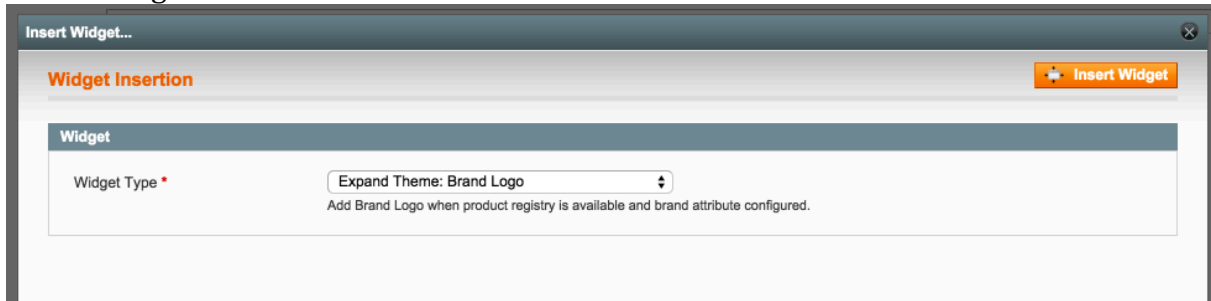 Insert Widget...
Widget Insertion
Insert Widget
Widget
Widget Type *
Expand Theme: Brand Logo
Add Brand Logo when product registry is available and brand attribute configured.